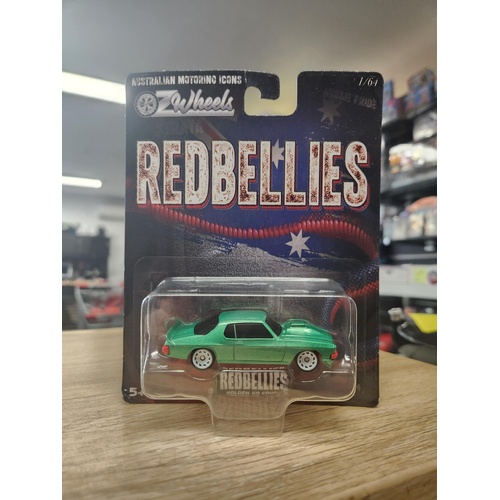 AUSTRALIAN MOTORING ICONS
OZWheels
1/64
REDBELLIES
REDBELLIES